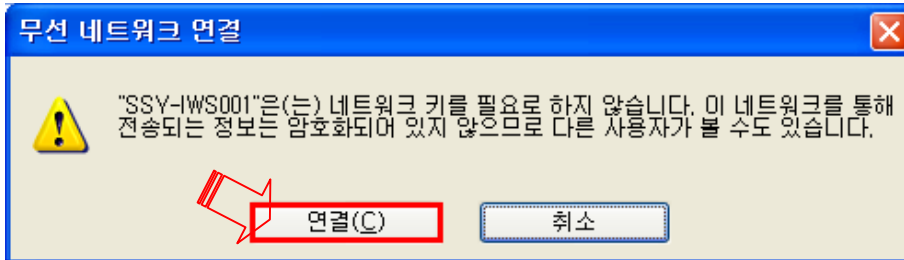 무선 네트워크 연결
"SSY-IWS001"은(는) 네트워크 키를 필요로 하지 않습니다. 이 네트워크를 통해
전송되는 정보는 암호화되어 있지 않으므로 다른 사용자가 볼 수도 있습니다.
연결(C) 취소